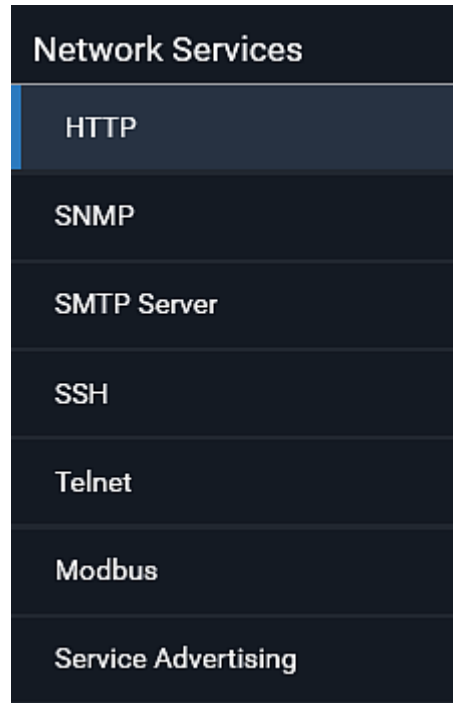 Network Services
HTTP
SNMP
SMTP Server
SSH
Telnet
Modbus
Service Advertising